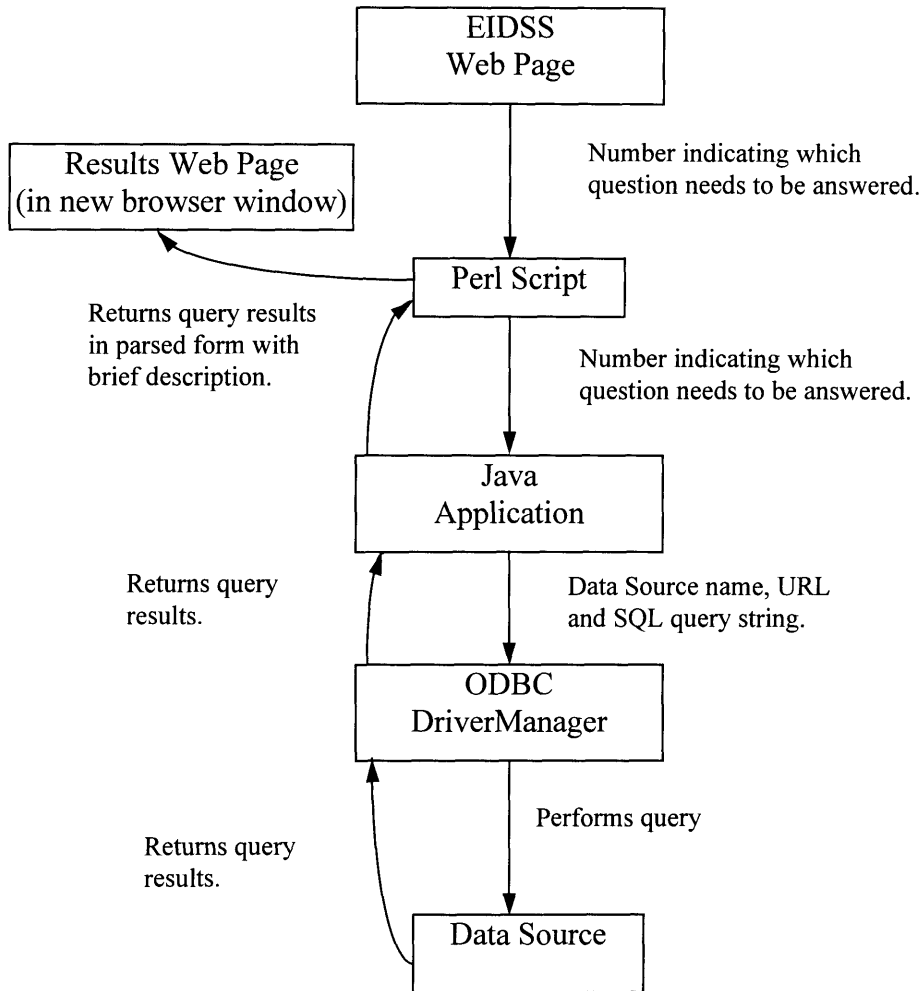 EIDSS
Web Page
Number indicating which
question needs to be answered.
Results Web Page
(in new browser window)
Perl Script
Returns query results
in parsed form with
brief description.
Number indicating which
question needs to be answered.
Java
Application
Returns query
results.
Data Source name, URL
and SQL query string.
ODBC
DriverManager
Performs query
Returns query
results.
Data Source